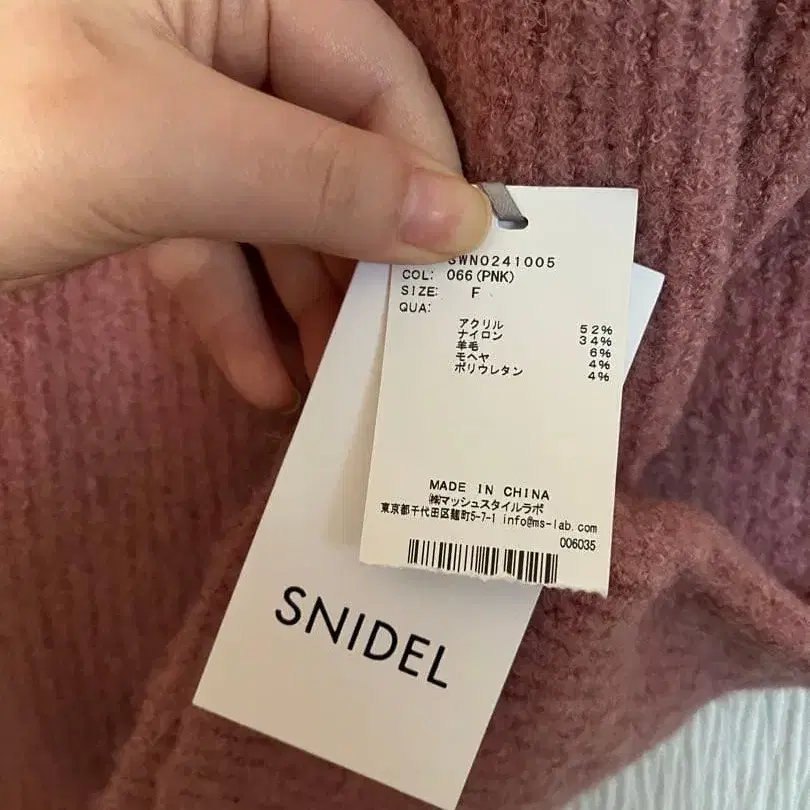 SWNO241005
COL: 066(PNK)
SIZE: F
QUA:
アクリル 52%
ナイロン 34%
羊毛 6%
モヘヤ 4%
ポリウレタン 4%
MADE IN CHINA
㈱マッシュスタイルラボ
東京都千代田区麹町5-7-1 info@ms-lab.com
006035
SNIDEL